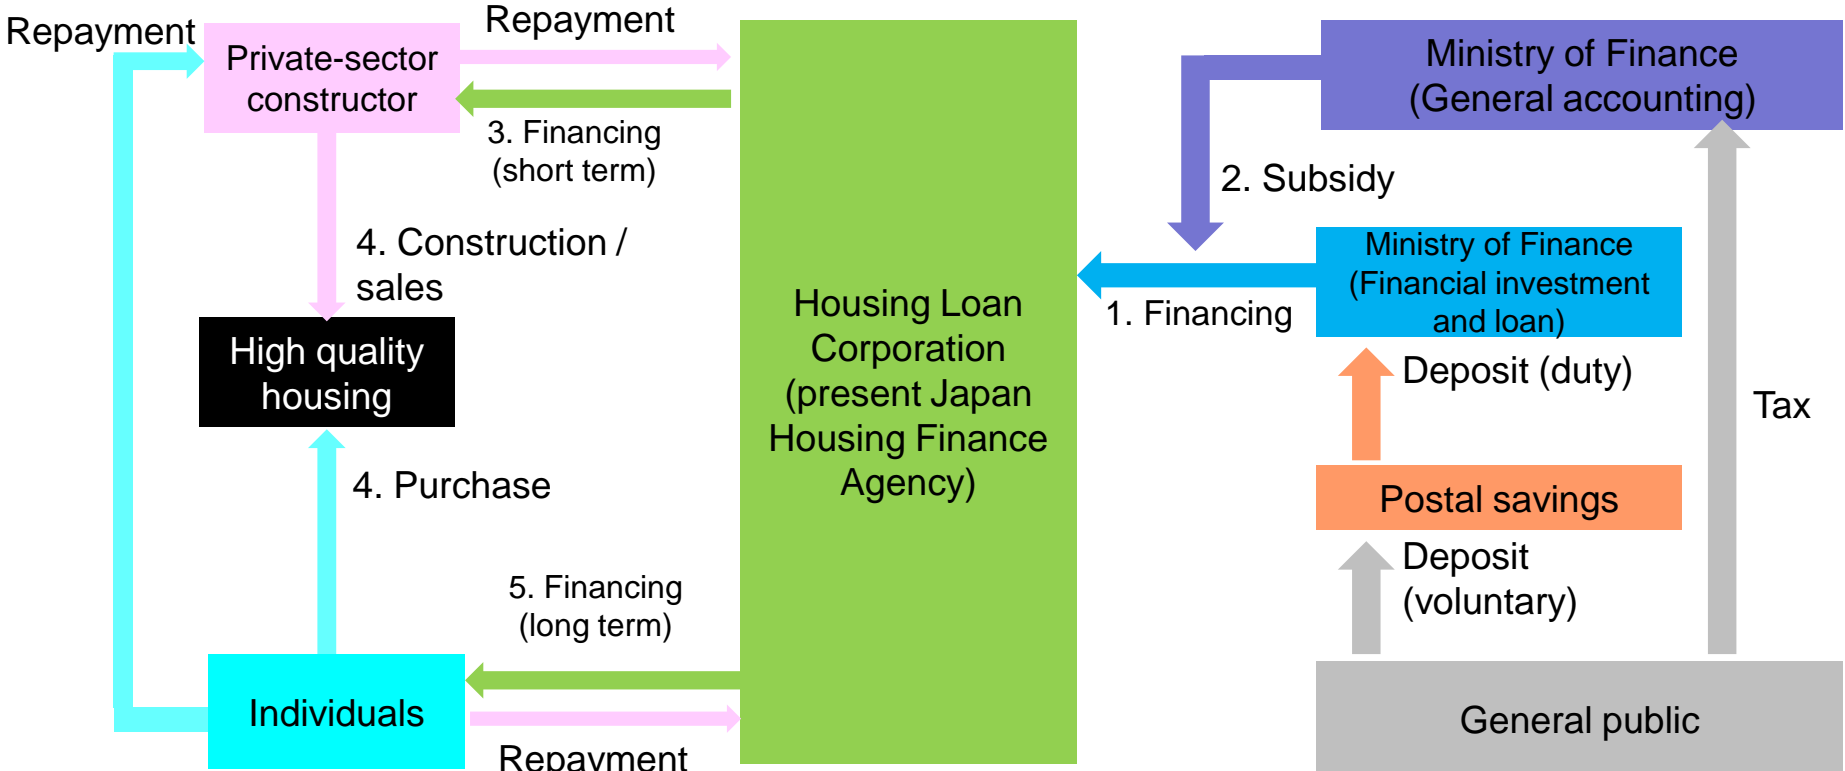 Repayment
Private-sector
constructor
Repayment
3. Financing
(short term)
4. Construction /
sales
High quality
housing
4. Purchase
5. Financing
(long term)
Individuals
Repayment
Housing Loan
Corporation
(present Japan
Housing Finance
Agency)
Ministry of Finance
(General accounting)
2. Subsidy
Ministry of Finance
(Financial investment
and loan)
1. Financing
Deposit (duty)
Tax
Postal savings
Deposit
(voluntary)
General public